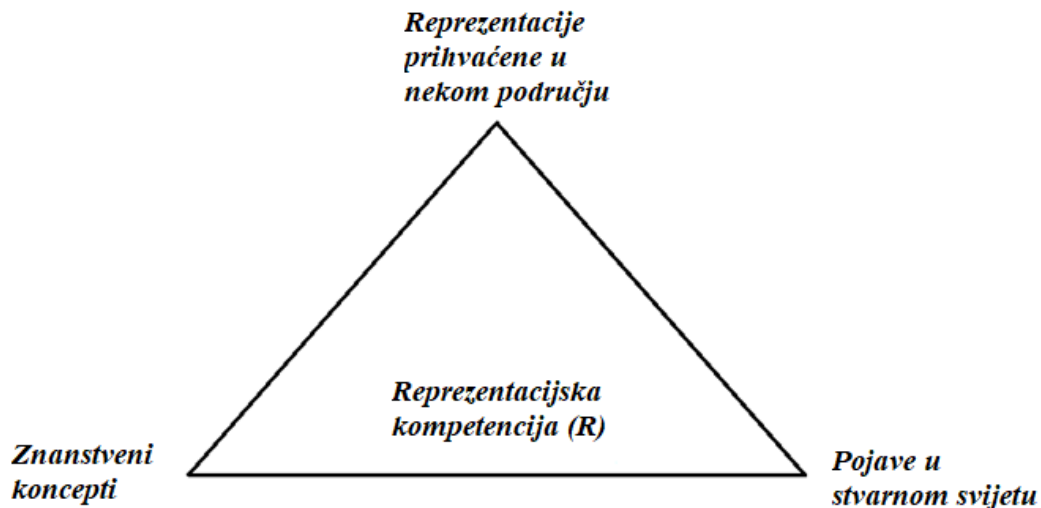 Reprezentacije
prihvaćene u
nekom području
Reprezentacijska
kompetencija (R)
Znanstveni
koncepti
Pojave u
stvarnom svijetu